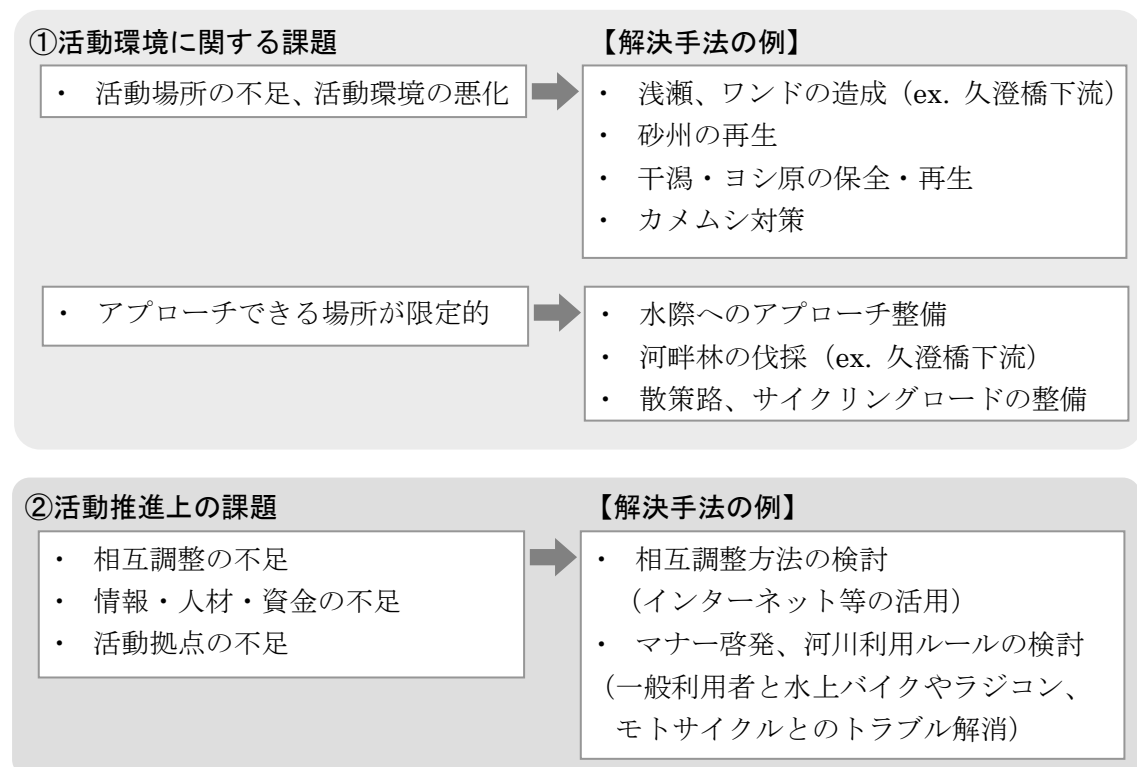 ①活動環境に関する課題
【解決手法の例】
・ 活動場所の不足、活動環境の悪化
・ 浅瀬、ワンドの造成（ex. 久澄橋下流）
・ 砂州の再生
・ 干潟・ヨシ原の保全・再生
・ カメムシ対策
・ アプローチできる場所が限定的
・ 水際へのアプローチ整備
・ 河畔林の伐採（ex. 久澄橋下流）
・ 散策路、サイクリングロードの整備
②活動推進上の課題
【解決手法の例】
・ 相互調整の不足
・ 情報・人材・資金の不足
・ 活動拠点の不足
・ 相互調整方法の検討
（インターネット等の活用）
・ マナー啓発、河川利用ルールの検討
（一般利用者と水上バイクやラジコン、
モトサイクルとのトラブル解消）